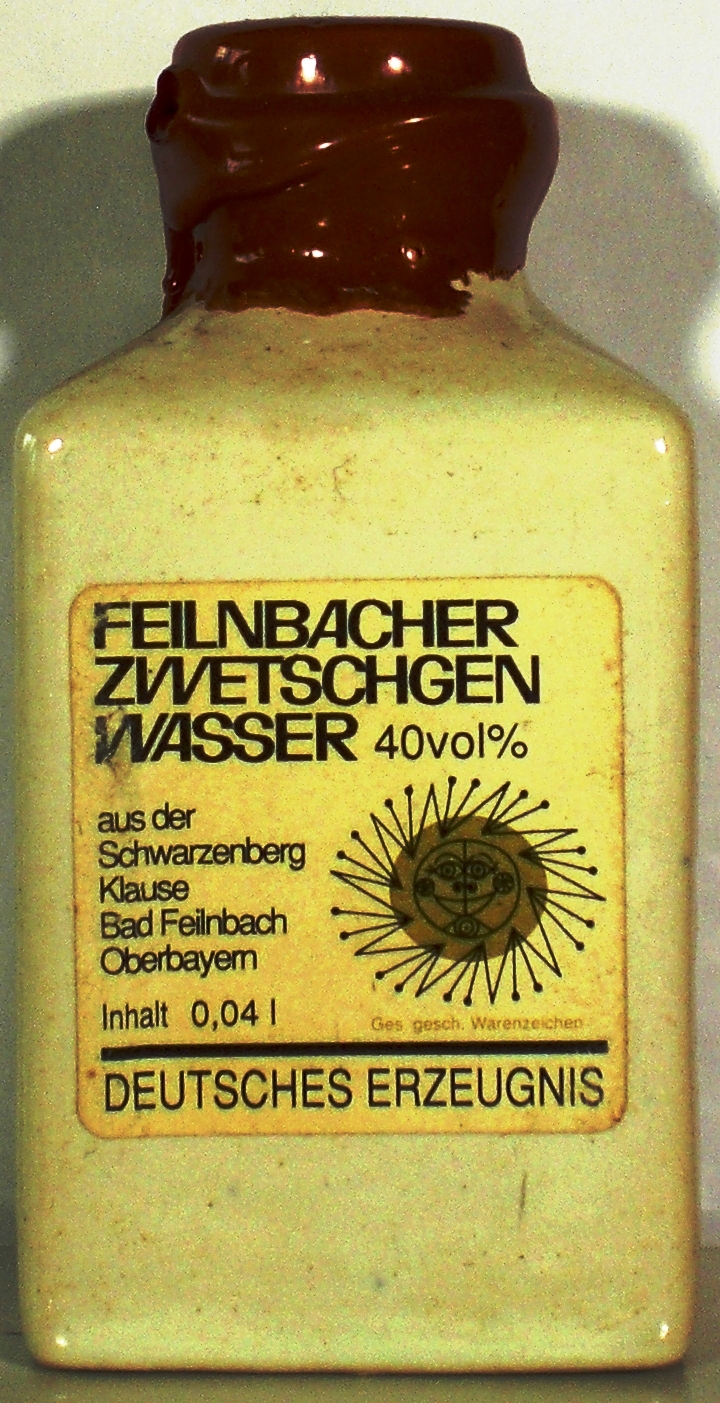 FEILNBACHER
ZWETSCHGEN
WASSER 40vol%
aus der
Schwarzenberg
Klause
Bad Feilnbach
Oberbayern
Inhalt 0,04 l
Ges. gesch. Warenzeichen
DEUTSCHES ERZEUGNIS